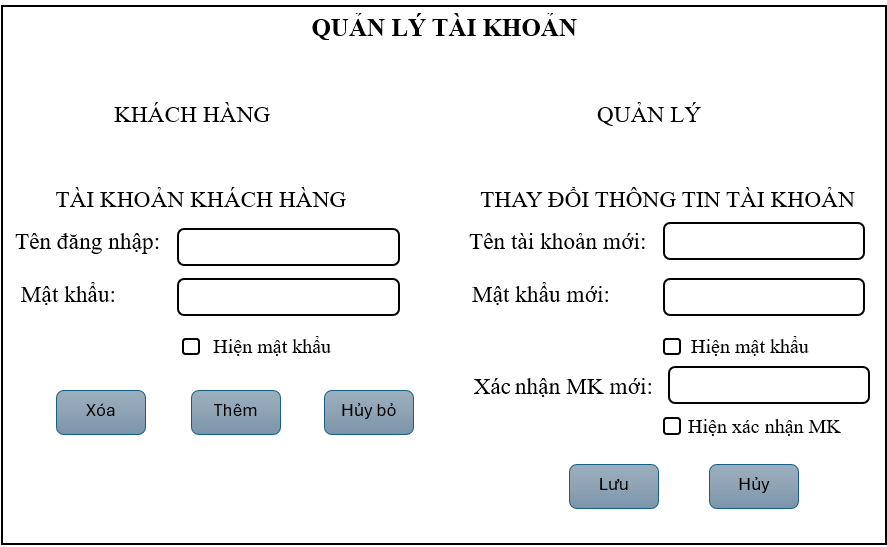 QUẢN LÝ TÀI KHOẢN
KHÁCH HÀNG
QUẢN LÝ
TÀI KHOẢN KHÁCH HÀNG
Tên đăng nhập:
Mật khẩu:
Hiện mật khẩu
Xóa
Thêm
Hủy bỏ
THAY ĐỔI THÔNG TIN TÀI KHOẢN
Tên tài khoản mới:
Mật khẩu mới:
Hiện mật khẩu
Xác nhận MK mới:
Hiện xác nhận MK
Lưu
Hủy